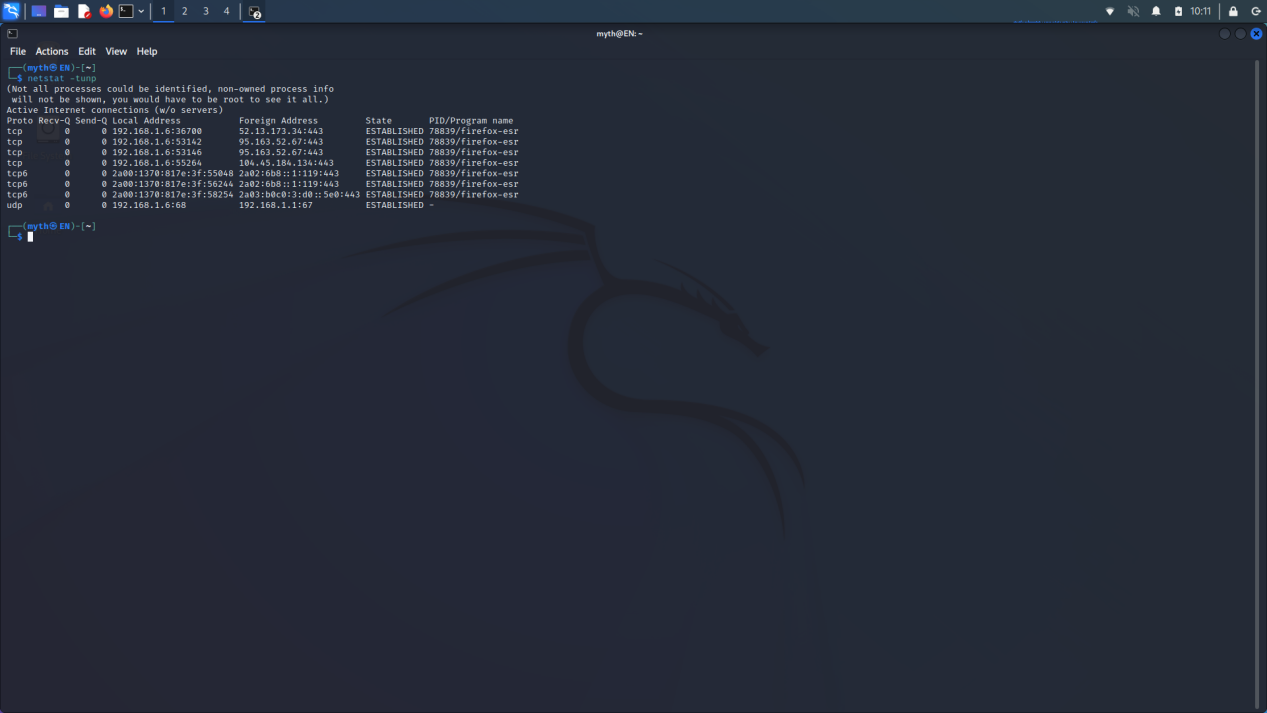 1 2 3 4 2 10:11
myth@EN: ~
File Actions Edit View Help
┌──(myth㉿EN)-[~]
└─$ netstat -tunp
(Not all processes could be identified, non-owned process info
will not be shown, you would have to be root to see it all.)
Active Internet connections (w/o servers)
Proto Recv-Q Send-Q Local Address Foreign Address State PID/Program name
tcp 0 0 192.168.1.6:36700 52.13.173.34:443 ESTABLISHED 78839/firefox-esr
tcp 0 0 192.168.1.6:53142 95.163.52.67:443 ESTABLISHED 78839/firefox-esr
tcp 0 0 192.168.1.6:53146 95.163.52.67:443 ESTABLISHED 78839/firefox-esr
tcp 0 0 192.168.1.6:55264 104.45.184.134:443 ESTABLISHED 78839/firefox-esr
tcp6 0 0 2a00:1370:817e:3f:55048 2a02:6b8::1:119:443 ESTABLISHED 78839/firefox-esr
tcp6 0 0 2a00:1370:817e:3f:56244 2a02:6b8::1:119:443 ESTABLISHED 78839/firefox-esr
tcp6 0 0 2a00:1370:817e:3f:58254 2a03:b0c0:3:d0::5e0:443 ESTABLISHED 78839/firefox-esr
udp 0 0 192.168.1.6:68 192.168.1.1:67 ESTABLISHED -
┌──(myth㉿EN)-[~]
└─$